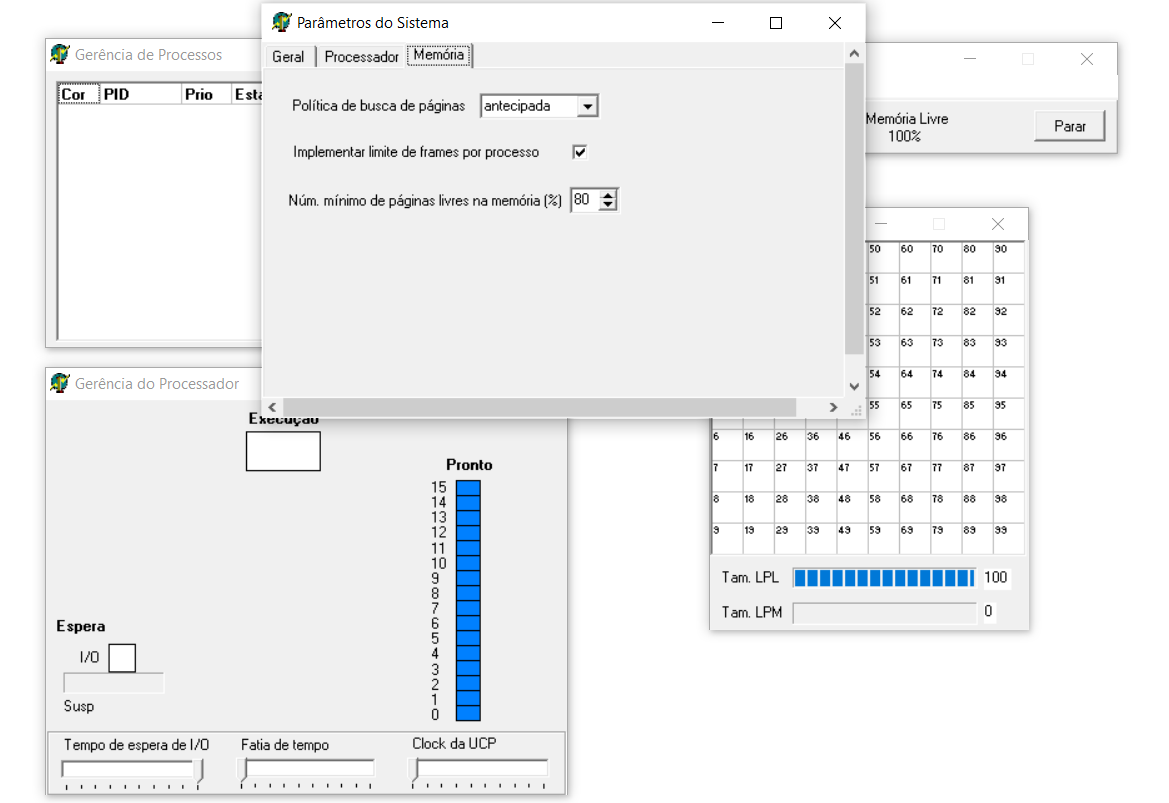 Parâmetros do Sistema
Gerência de Processos
Geral Processador Memória
Cor PID Prio Esta
Política de busca de páginas antecipada
Memória Livre
100%
Parar
Implementar limite de frames por processo
Núm. mínimo de páginas livres na memória (%) 80
50 60 70 80 90
51 61 71 81 91
52 62 72 82 92
53 63 73 83 93
54 64 74 84 94
55 65 75 85 95
6 16 26 36 46 56 66 76 86 96
7 17 27 37 47 57 67 77 87 97
8 18 28 38 48 58 68 78 88 98
9 19 29 39 49 59 69 79 89 99
Tam. LPL 100
Tam. LPM 0
Gerência do Processador
Execução
Pronto
15
14
13
12
11
10
9
8
7
6
5
4
3
2
1
0
Espera
I/O
Susp
Tempo de espera de I/O Fatia de tempo Clock da UCP